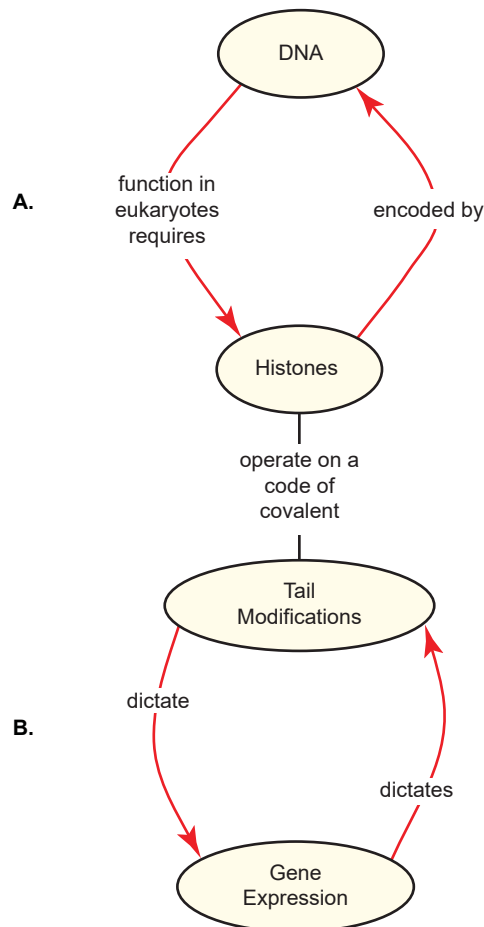 DNA
A.
function in
eukaryotes
requires
encoded by
Histones
operate on a
code of
covalent
Tail
Modifications
dictate
B.
dictates
Gene
Expression